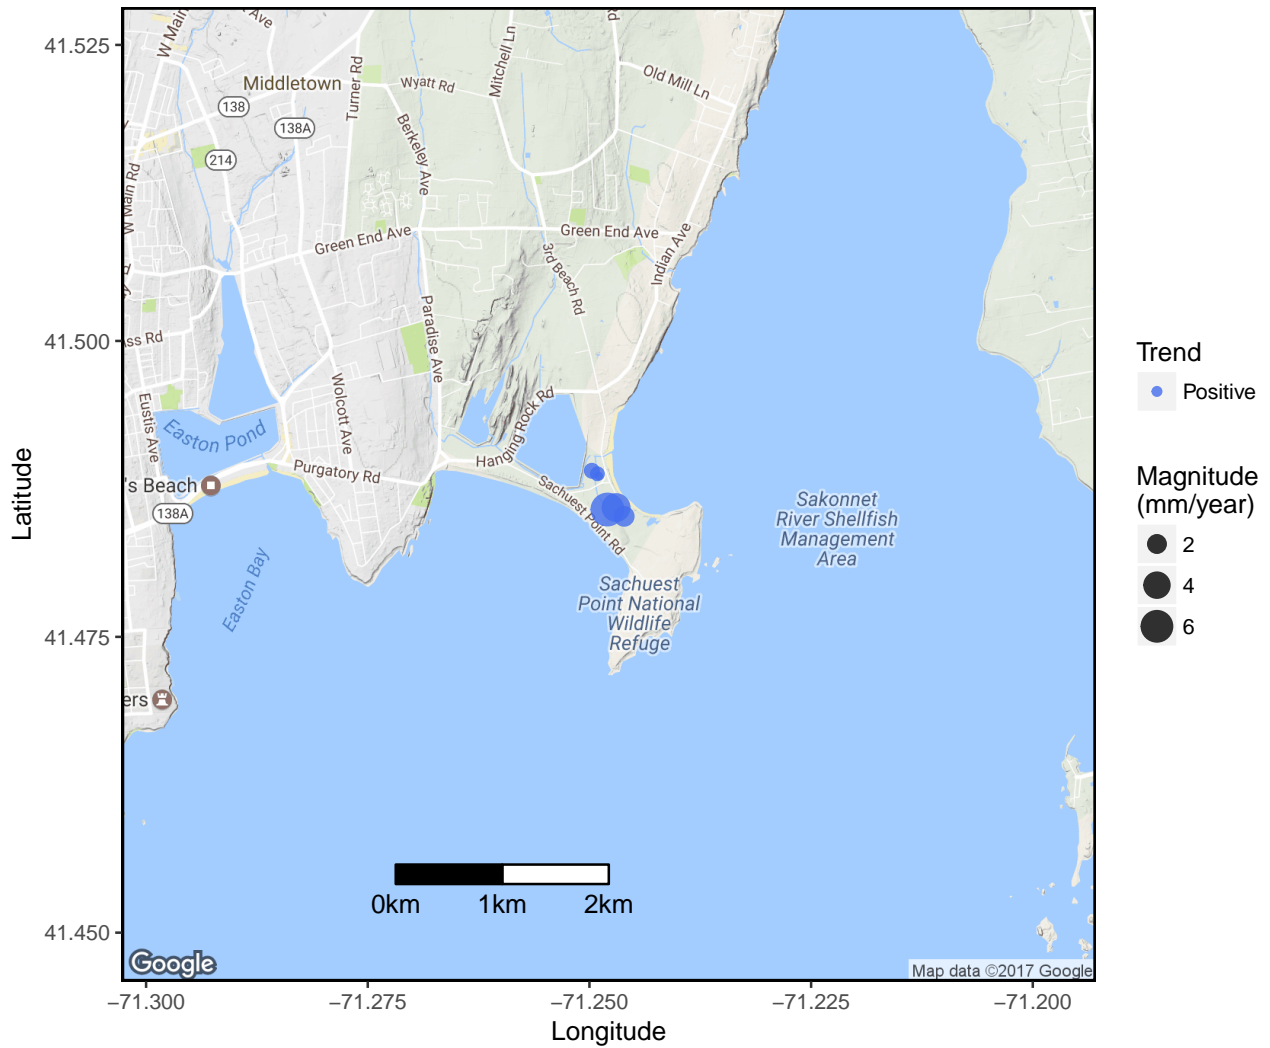 41.525
41.500
41.475
41.450
Latitude
−71.300
−71.275
−71.250
−71.225
−71.200
Longitude
W Main
Ave
Middletown
138
138A
214
Turner Rd
Wyatt Rd
Mitchell Ln
Rd
Old Mill Ln
Berkeley Ave
W Main Rd
Green End Ave
Green End Ave
Indian Ave
3rd Beach Rd
Paradise Ave
ss Rd
Wolcott Ave
Eustis Ave
Easton Pond
Hanging Rock Rd
Purgatory Rd
's Beach
138A
Sachuest Point Rd
Easton Bay
Sakonnet
River Shellfish
Management
Area
Sachuest
Point National
Wildlife
Refuge
ers
0km
1km
2km
Google
Map data ©2017 Google
Trend
Positive
Magnitude
(mm/year)
2
4
6